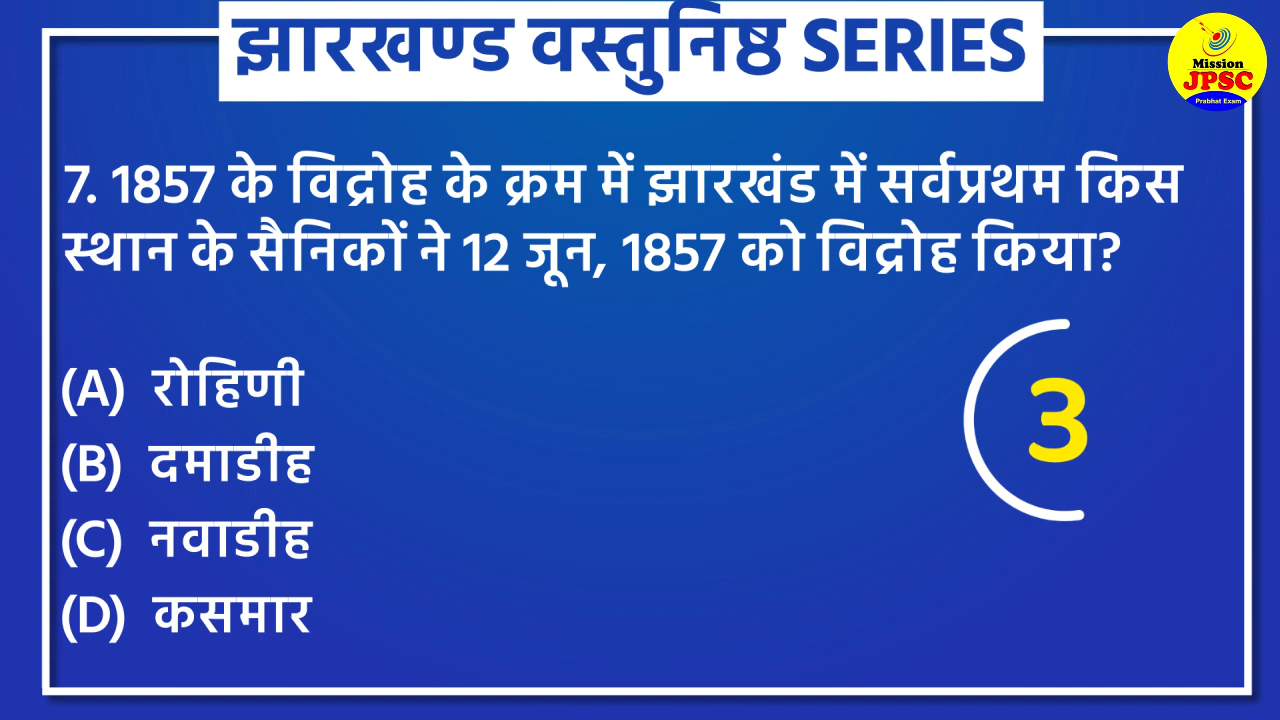 झारखण्ड वस्तुनिष्ठ SERIES
Mission
JPSC
Prabhat Exam
7. 1857 के विद्रोह के क्रम में झारखंड में सर्वप्रथम किस
स्थान के सैनिकों ने 12 जून, 1857 को विद्रोह किया?
3
(A) रोहिणी
(B) दमाडीह
(C) नवाडीह
(D) कसमार